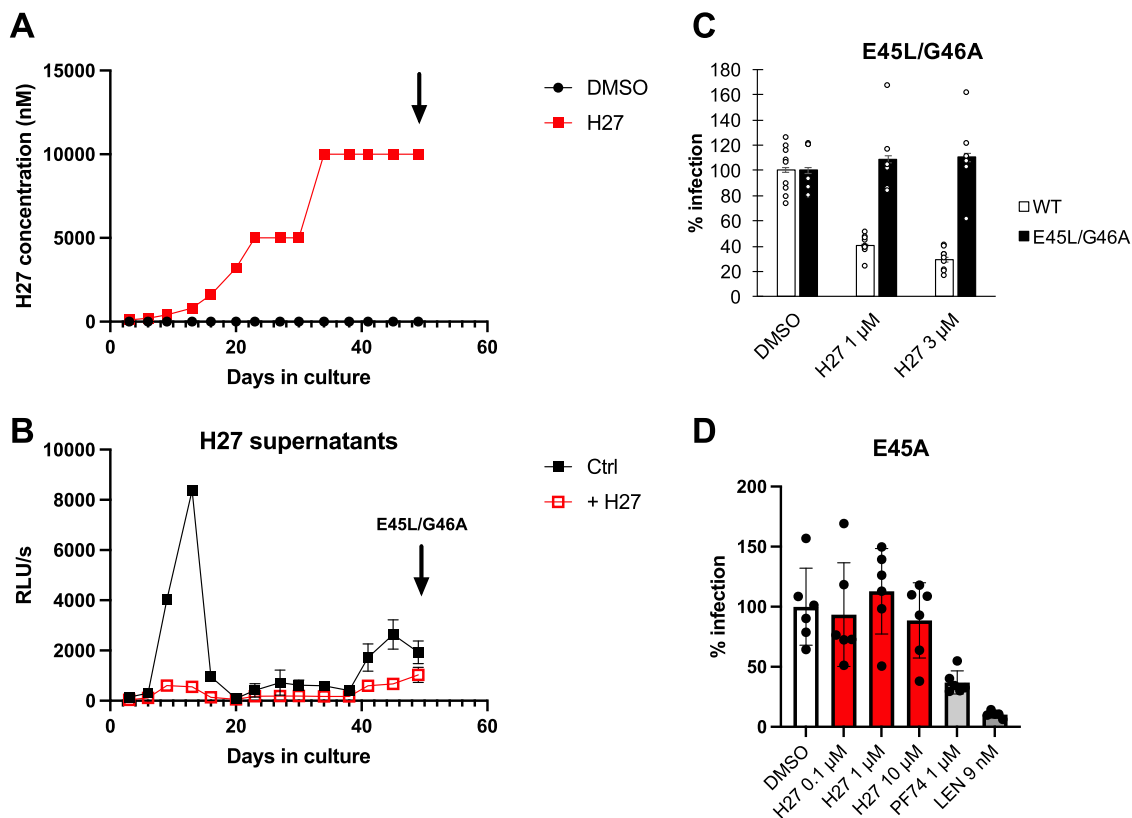 A
H27 concentration (nM)
15000
10000
5000
0
0
20
40
60
Days in culture
DMSO
H27
B
H27 supernatants
RLU/s
10000
8000
6000
4000
2000
0
0
20
40
60
Days in culture
Ctrl
+ H27
E45L/G46A
C
E45L/G46A
% infection
180
160
140
120
100
80
60
40
20
0
DMSO
H27 1 µM
H27 3 µM
WT
E45L/G46A
D
E45A
% infection
200
150
100
50
0
DMSO
H27 0.1 µM
H27 1 µM
H27 10 µM
PF74 1 µM
LEN 9 nM